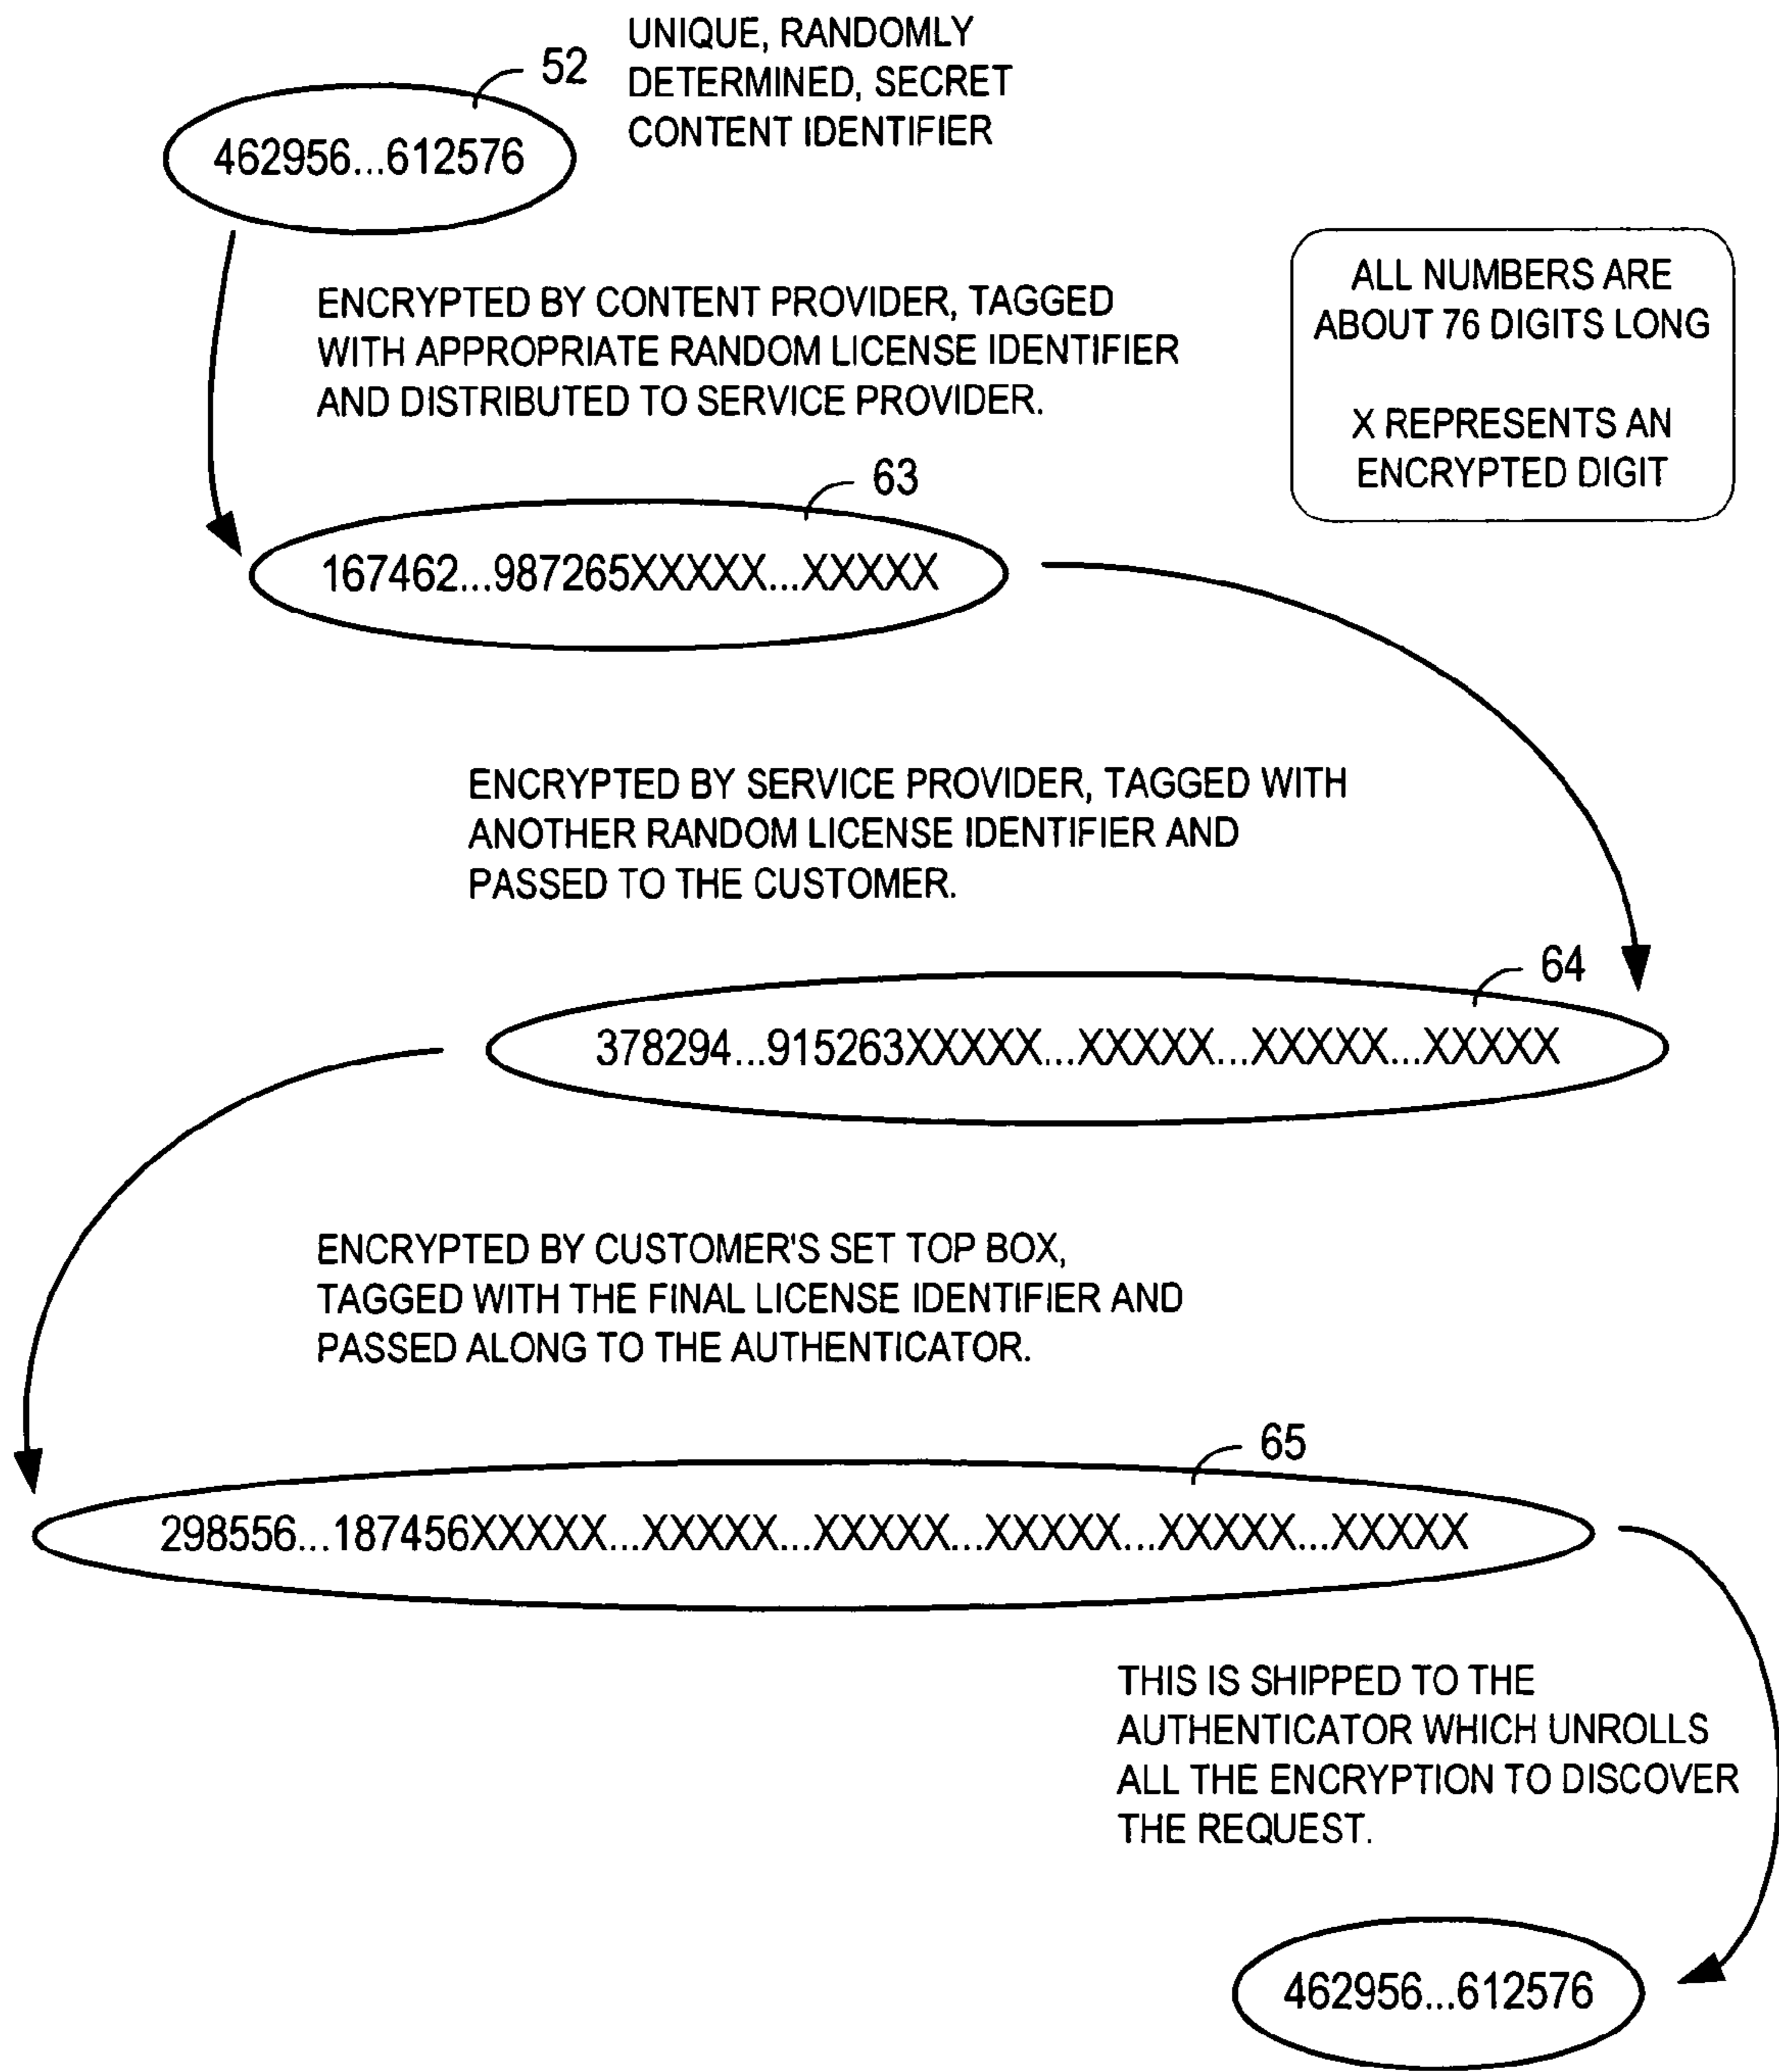 52
UNIQUE, RANDOMLY
DETERMINED, SECRET
CONTENT IDENTIFIER
462956...612576
ENCRYPTED BY CONTENT PROVIDER, TAGGED
WITH APPROPRIATE RANDOM LICENSE IDENTIFIER
AND DISTRIBUTED TO SERVICE PROVIDER.
ALL NUMBERS ARE
ABOUT 76 DIGITS LONG
X REPRESENTS AN
ENCRYPTED DIGIT
63
167462...987265XXXXX...XXXXX
ENCRYPTED BY SERVICE PROVIDER, TAGGED WITH
ANOTHER RANDOM LICENSE IDENTIFIER AND
PASSED TO THE CUSTOMER.
64
378294...915263XXXXX...XXXXX...XXXXX...XXXXX
ENCRYPTED BY CUSTOMER'S SET TOP BOX,
TAGGED WITH THE FINAL LICENSE IDENTIFIER AND
PASSED ALONG TO THE AUTHENTICATOR.
65
298556...187456XXXXX...XXXXX...XXXXX...XXXXX...XXXXX...XXXXX
THIS IS SHIPPED TO THE
AUTHENTICATOR WHICH UNROLLS
ALL THE ENCRYPTION TO DISCOVER
THE REQUEST.
462956...612576